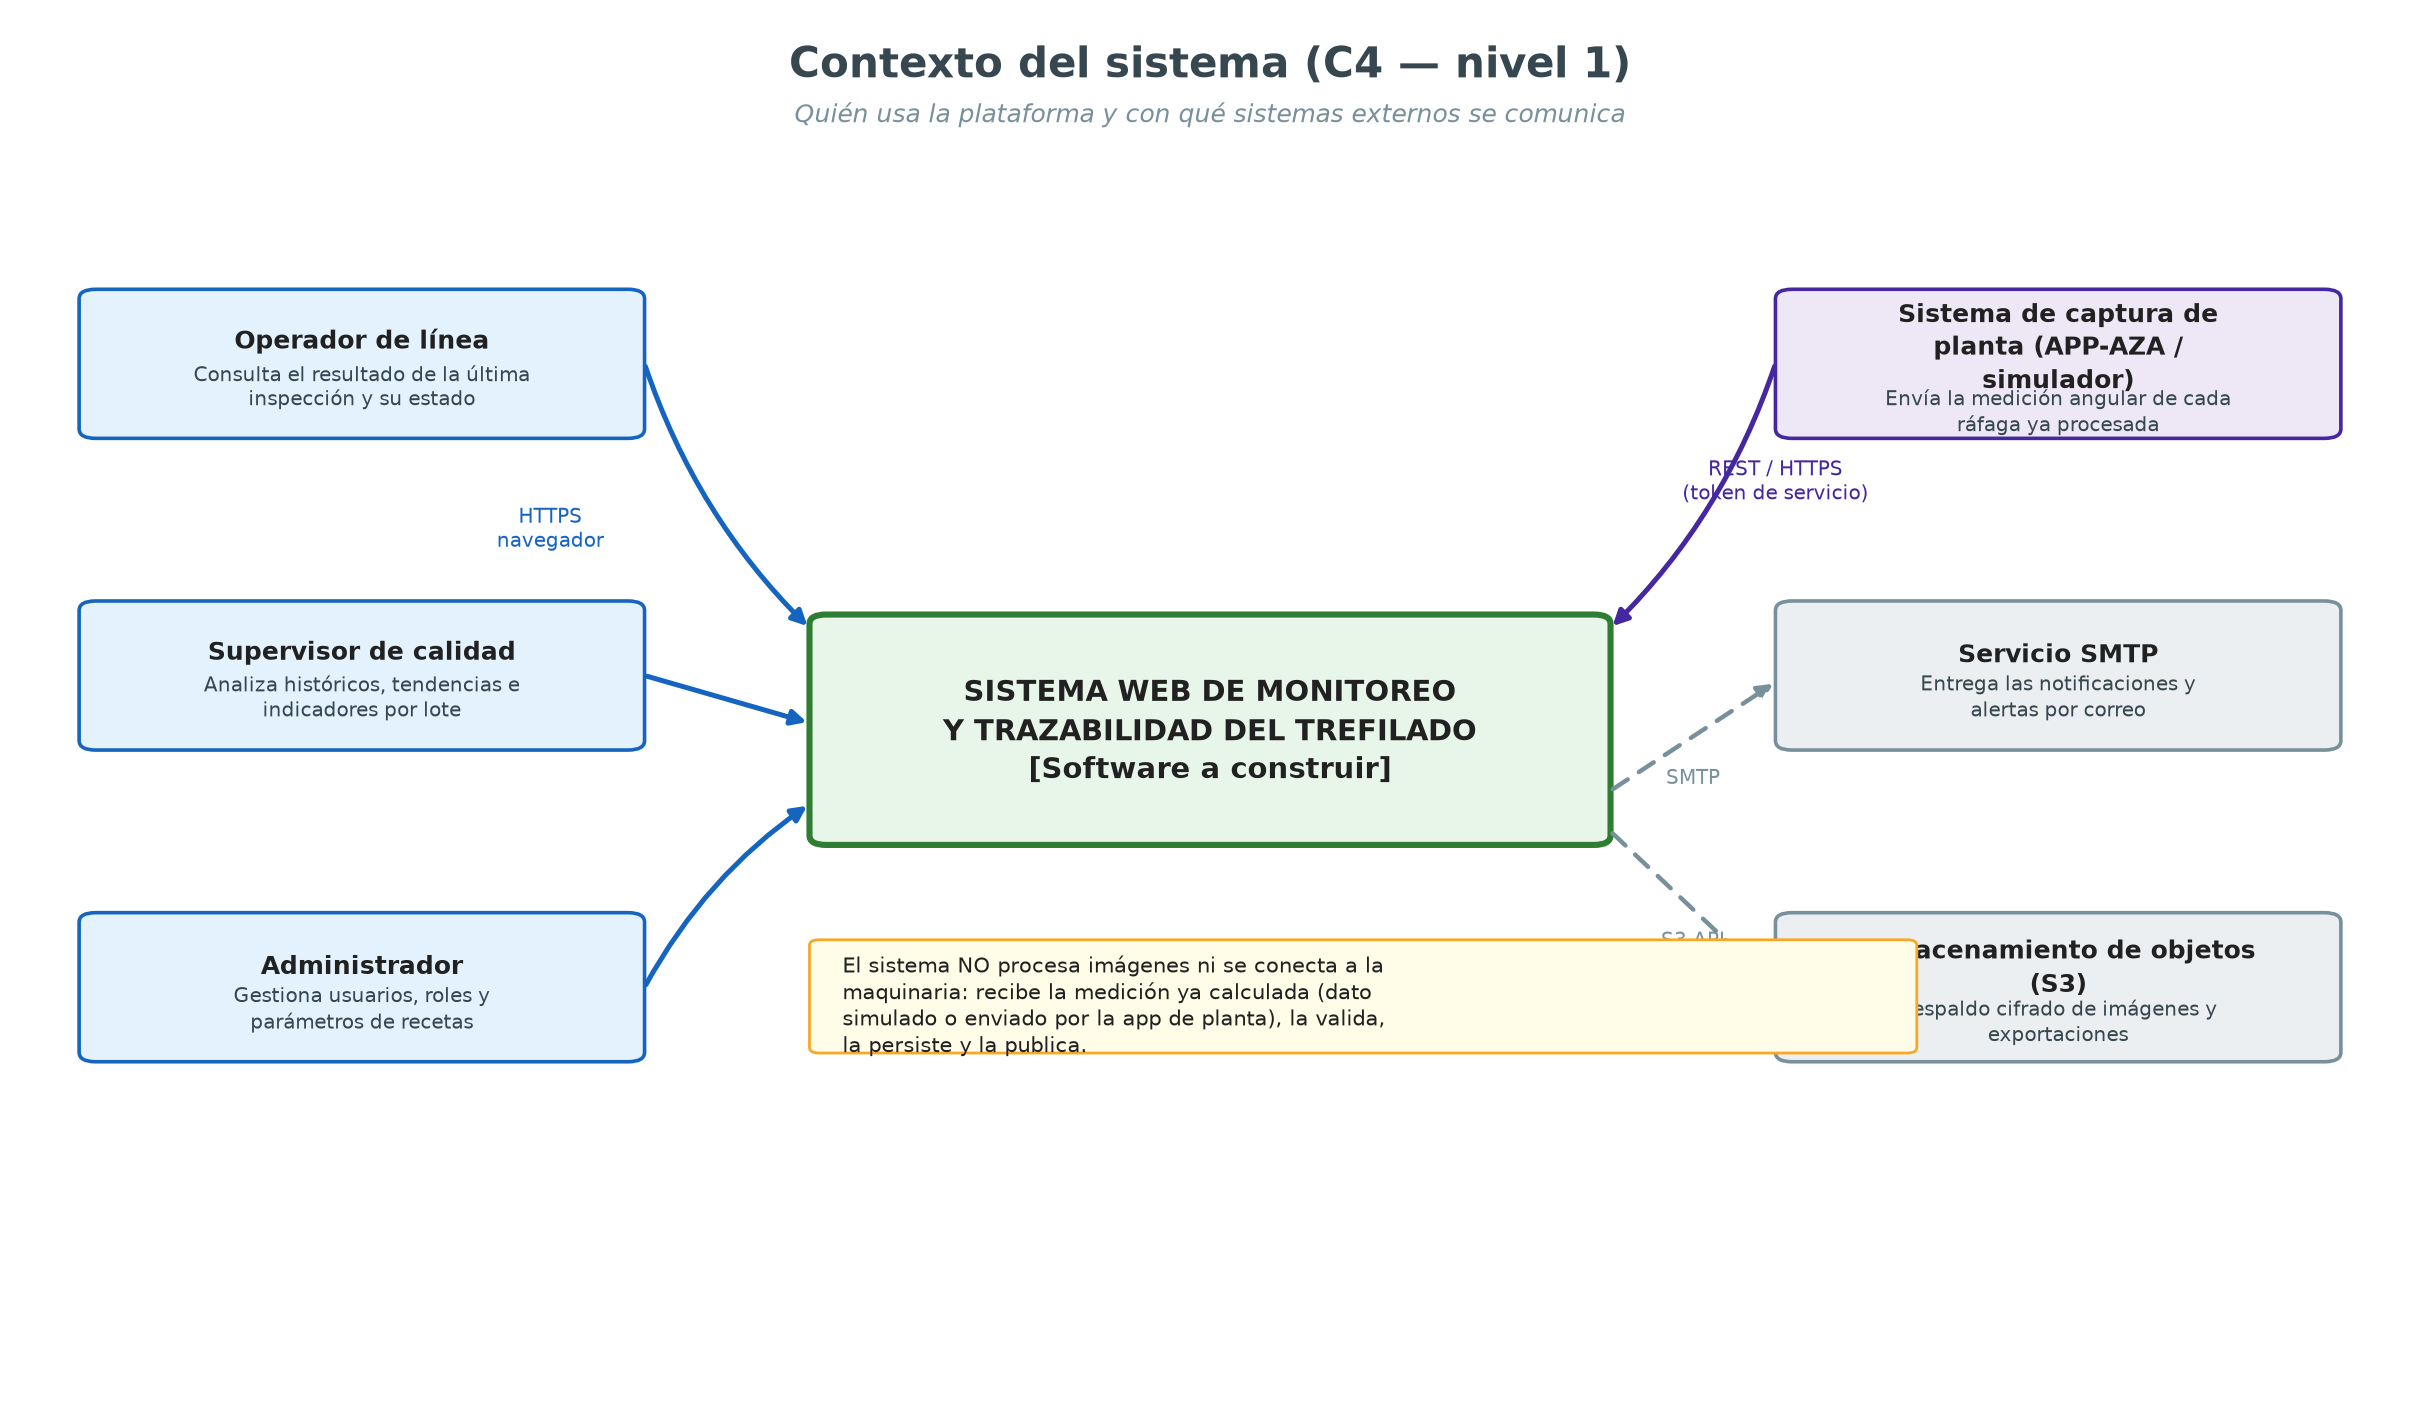 Contexto del sistema (C4 — nivel 1)
Quién usa la plataforma y con qué sistemas externos se comunica
Operador de línea
Consulta el resultado de la última
inspección y su estado
HTTPS
navegador
Supervisor de calidad
Analiza históricos, tendencias e
indicadores por lote
Administrador
Gestiona usuarios, roles y
parámetros de recetas
SISTEMA WEB DE MONITOREO
Y TRAZABILIDAD DEL TREFILADO
[Software a construir]
El sistema NO procesa imágenes ni se conecta a la
maquinaria: recibe la medición ya calculada (dato
simulado o enviado por la app de planta), la valida,
la persiste y la publica.
Sistema de captura de
planta (APP-AZA /
simulador)
Envía la medición angular de cada
ráfaga ya procesada
REST / HTTPS
(token de servicio)
Servicio SMTP
Entrega las notificaciones y
alertas por correo
SMTP
S3 API
de objetos
(S3)
cifrado de imágenes y
exportaciones